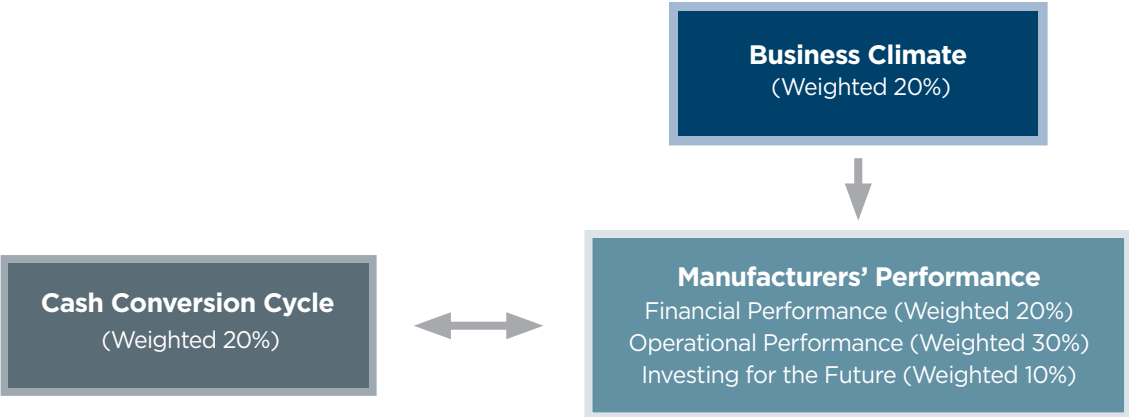 Business Climate
(Weighted 20%)
Cash Conversion Cycle
(Weighted 20%)
Manufacturers’ Performance
Financial Performance (Weighted 20%)
Operational Performance (Weighted 30%)
Investing for the Future (Weighted 10%)